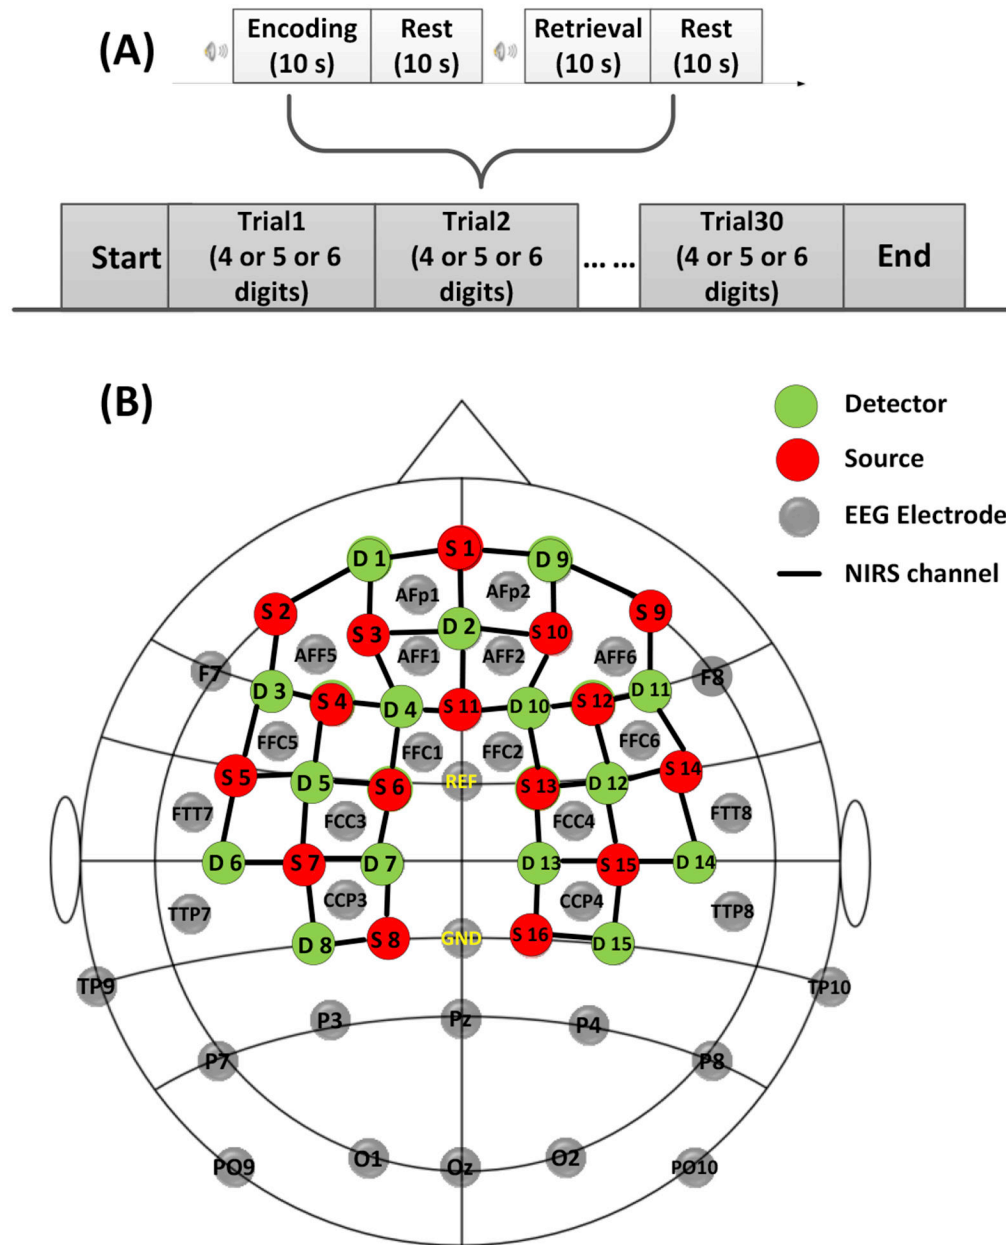 (A)
Encoding
(10 s)
Rest
(10 s)
Retrieval
(10 s)
Rest
(10 s)
Start
Trial1
(4 or 5 or 6
digits)
Trial2
(4 or 5 or 6
digits)
... ...
Trial30
(4 or 5 or 6
digits)
End
(B)
Detector
Source
EEG Electrode
NIRS channel
D 1 S 1 D 9
AFp1 AFp2
S 2 S 3 D 2 S 10 S 9
AFF5 AFF1 AFF2 AFF6
F7 F8
D 3 S 4 D 4 S 11 D 10 S 12 D 11
FFC5 FFC1 FFC2 FFC6
S 5 D 5 S 6 REF S 13 D 12 S 14
FTT7 FCC3 FCC4 FTT8
D 6 S 7 D 7 D 13 S 15 D 14
TTP7 CCP3 CCP4 TTP8
D 8 S 8 GND S 16 D 15
TP9 TP10
P3 Pz P4
P7 P8
PO9 O1 Oz O2 PO10